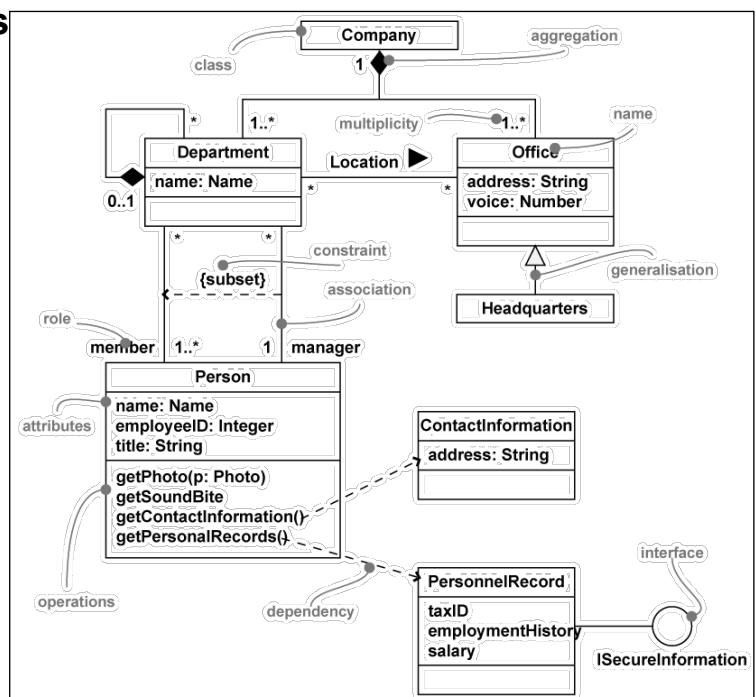 s
Company
aggregation
class
1
*
1..*
multiplicity
1..*
name
Department
Location
Office
name: Name
address: String
voice: Number
0..1
*
*
*
*
constraint
{subset}
generalisation
association
Headquarters
role
member
1..*
1
manager
Person
name: Name
employeeID: Integer
title: String
attributes
ContactInformation
address: String
getPhoto(p: Photo)
getSoundBite
getContactInformation()
getPersonalRecords()
interface
operations
dependency
PersonnelRecord
taxID
employmentHistory
salary
ISecureInformation